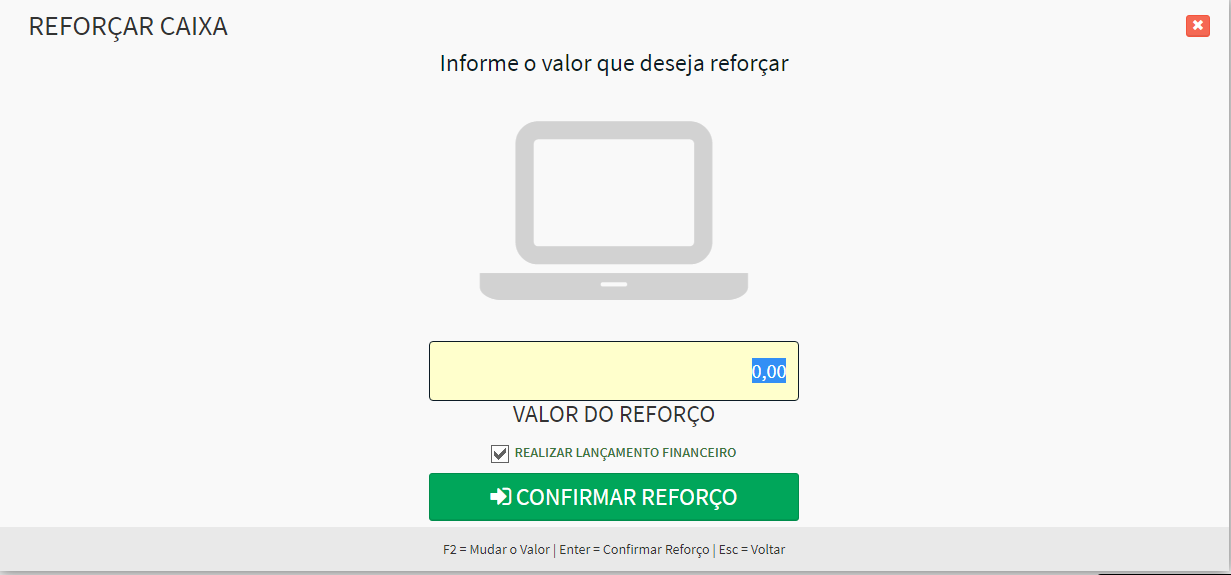 REFORÇAR CAIXA
Informe o valor que deseja reforçar
0,00
VALOR DO REFORÇO
REALIZAR LANÇAMENTO FINANCEIRO
CONFIRMAR REFORÇO
F2 = Mudar o Valor | Enter = Confirmar Reforço | Esc = Voltar